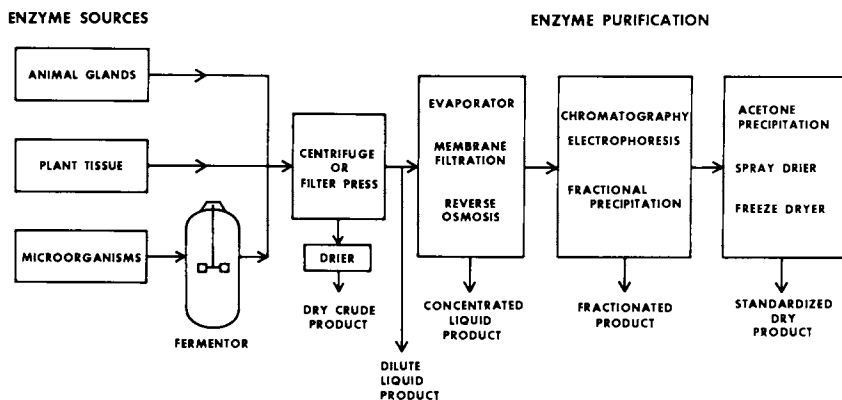 ENZYME SOURCES
ENZYME PURIFICATION
ANIMAL GLANDS
PLANT TISSUE
MICROORGANISMS
FERMENTOR
CENTRIFUGE
OR
FILTER PRESS
DRIER
DRY CRUDE
PRODUCT
DILUTE
LIQUID
PRODUCT
EVAPORATOR
MEMBRANE
FILTRATION
REVERSE
OSMOSIS
CONCENTRATED
LIQUID
PRODUCT
CHROMATOGRAPHY
ELECTROPHORESIS
FRACTIONAL
PRECIPITATION
FRACTIONATED
PRODUCT
ACETONE
PRECIPITATION
SPRAY DRIER
FREEZE DRYER
STANDARDIZED
DRY
PRODUCT